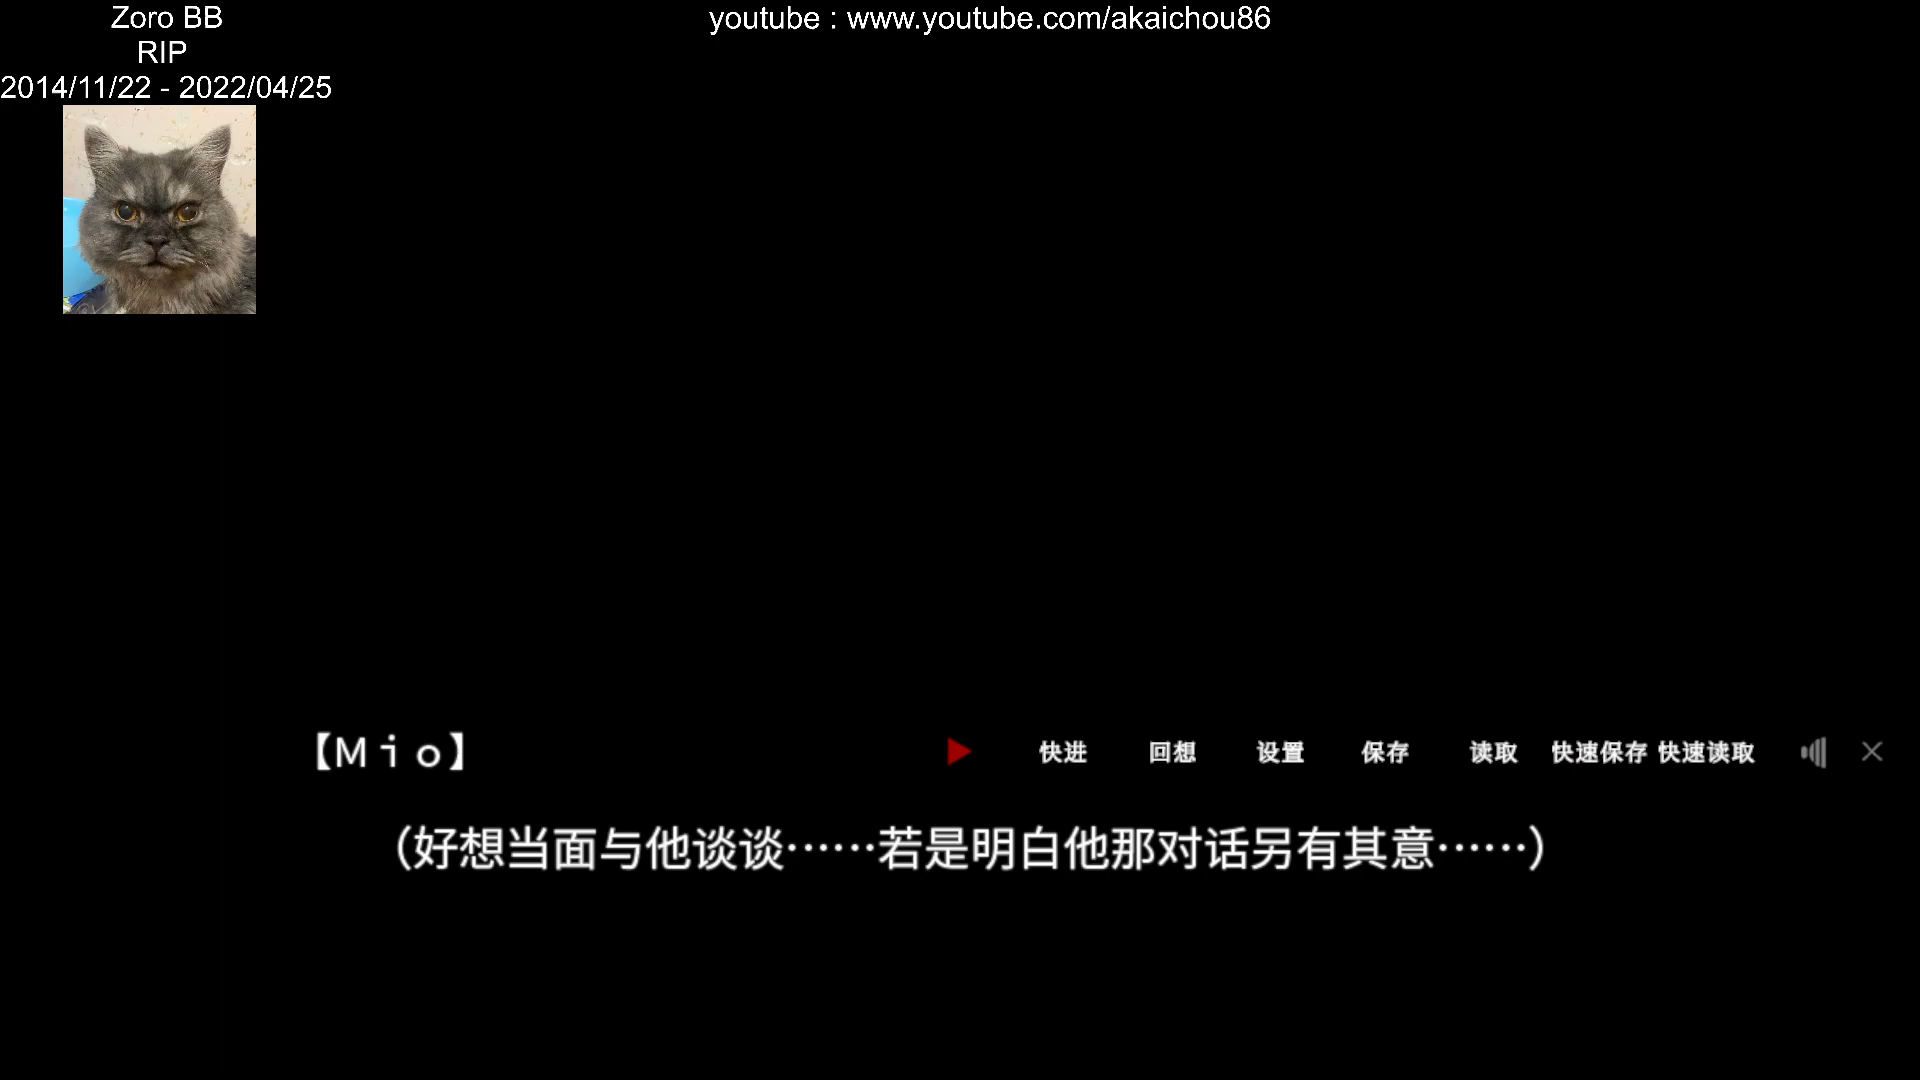 Zoro BB
RIP
2014/11/22 - 2022/04/25
youtube : www.youtube.com/akaichou86
【Ｍｉｏ】
快进 回想 设置 保存 读取 快速保存 快速读取
（好想当面与他谈谈……若是明白他那对话另有其意……）